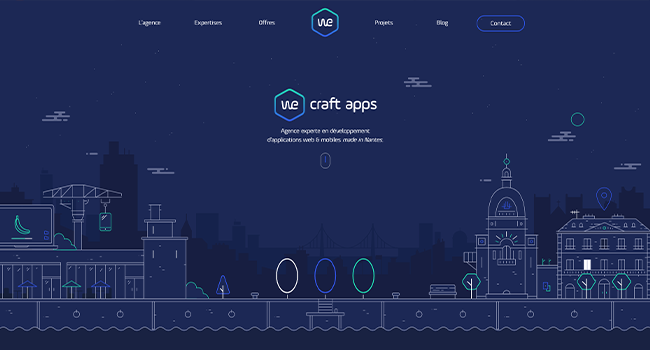 L'agence Expertises Offres we Projets Blog Contact
we craft apps
Agence experte en développement
d'applications web & mobiles made in Nantes.